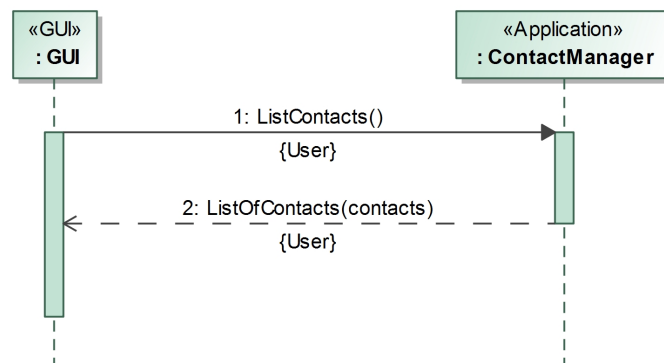 «GUI»
: GUI
«Application»
: ContactManager
1: ListContacts()
{User}
2: ListOfContacts(contacts)
{User}